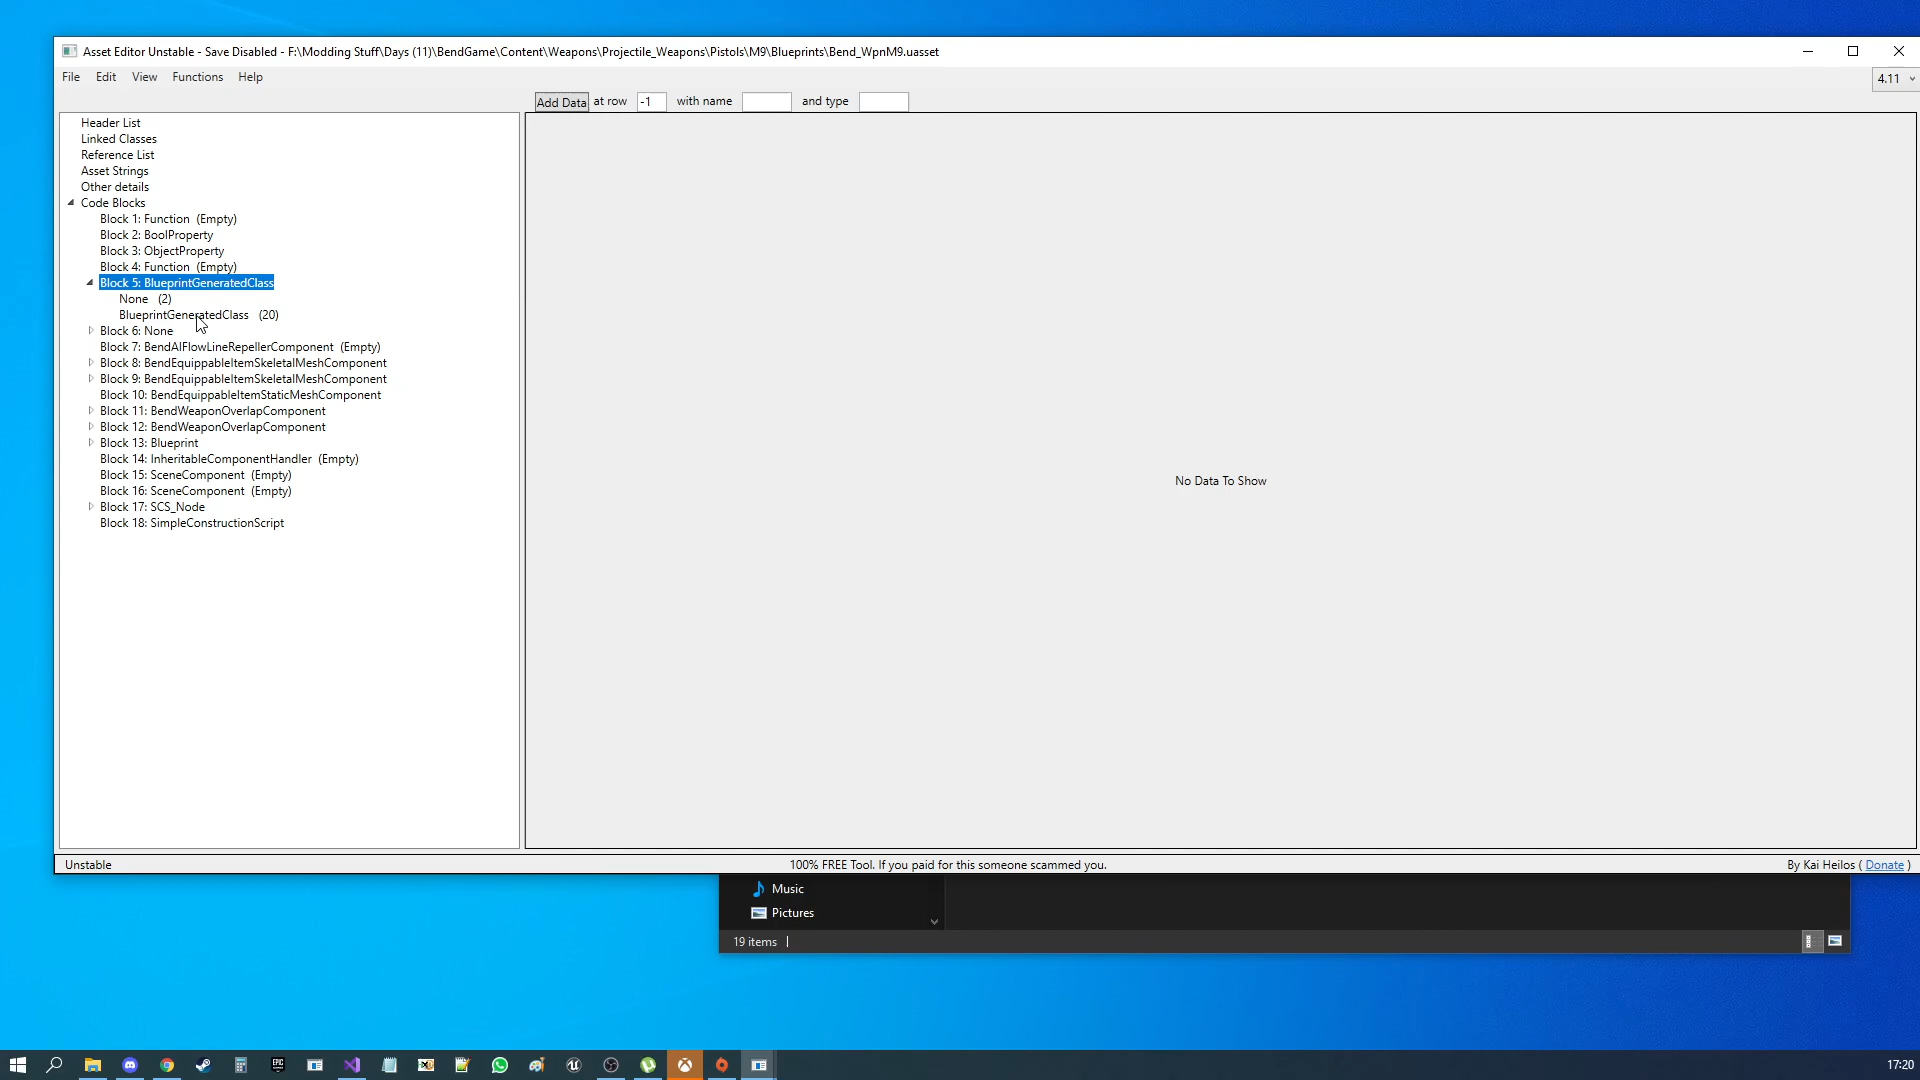 Asset Editor Unstable - Save Disabled - F:\Modding Stuff\Days (11)\BendGame\Content\Weapons\Projectile_Weapons\Pistols\M9\Blueprints\Bend_WpnM9.uasset
File Edit View Functions Help
4.11
Add Data at row -1 with name and type
Header List
Linked Classes
Reference List
Asset Strings
Other details
Code Blocks
Block 1: Function (Empty)
Block 2: BoolProperty
Block 3: ObjectProperty
Block 4: Function (Empty)
Block 5: BlueprintGeneratedClass
None (2)
BlueprintGeneratedClass (20)
Block 6: None
Block 7: BendAIFlowLineRepellerComponent (Empty)
Block 8: BendEquippableItemSkeletalMeshComponent
Block 9: BendEquippableItemSkeletalMeshComponent
Block 10: BendEquippableItemStaticMeshComponent
Block 11: BendWeaponOverlapComponent
Block 12: BendWeaponOverlapComponent
Block 13: Blueprint
Block 14: InheritableComponentHandler (Empty)
Block 15: SceneComponent (Empty)
Block 16: SceneComponent (Empty)
Block 17: SCS_Node
Block 18: SimpleConstructionScript
No Data To Show
Unstable
100% FREE Tool. If you paid for this someone scammed you.
By Kai Heilos ( Donate )
Music
Pictures
19 items
EPIC
17:20